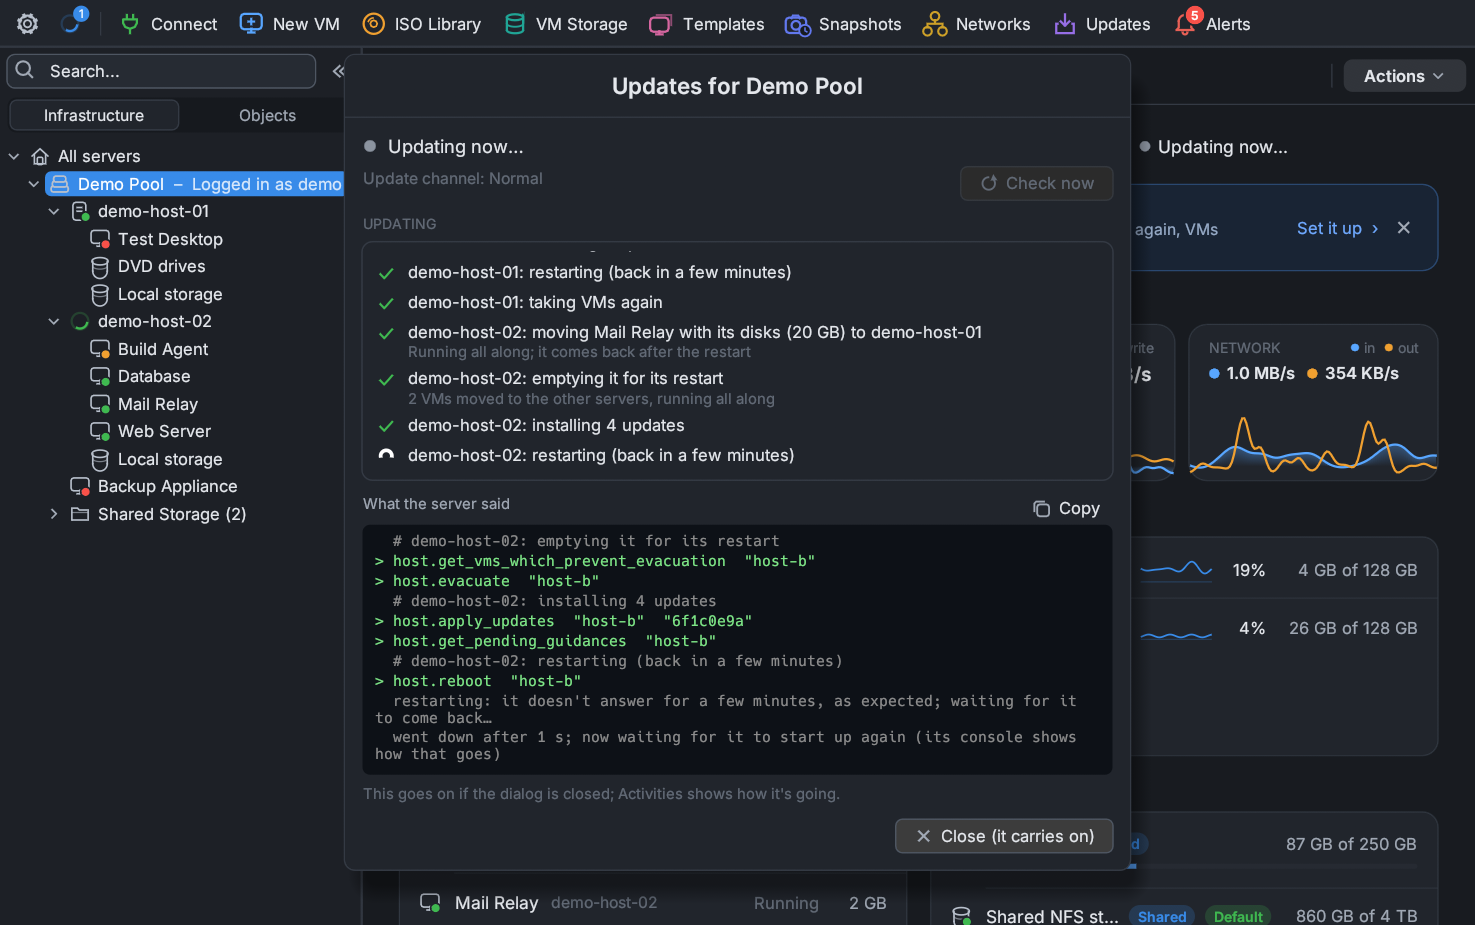 1
Connect
New VM
ISO Library
VM Storage
Templates
Snapshots
Networks
Updates
5
Alerts
Search...
Infrastructure
Objects
All servers
Demo Pool – Logged in as demo
demo-host-01
Test Desktop
DVD drives
Local storage
demo-host-02
Build Agent
Database
Mail Relay
Web Server
Local storage
Backup Appliance
Shared Storage (2)
Updates for Demo Pool
Updating now...
Update channel: Normal
Check now
UPDATING
demo-host-01: restarting (back in a few minutes)
demo-host-01: taking VMs again
demo-host-02: moving Mail Relay with its disks (20 GB) to demo-host-01
Running all along; it comes back after the restart
demo-host-02: emptying it for its restart
2 VMs moved to the other servers, running all along
demo-host-02: installing 4 updates
demo-host-02: restarting (back in a few minutes)
What the server said
Copy
# demo-host-02: emptying it for its restart
> host.get_vms_which_prevent_evacuation "host-b"
> host.evacuate "host-b"
# demo-host-02: installing 4 updates
> host.apply_updates "host-b" "6f1c0e9a"
> host.get_pending_guidances "host-b"
# demo-host-02: restarting (back in a few minutes)
> host.reboot "host-b"
restarting: it doesn't answer for a few minutes, as expected; waiting for it
to come back…
went down after 1 s; now waiting for it to start up again (its console shows
how that goes)
This goes on if the dialog is closed; Activities shows how it's going.
Close (it carries on)
Actions
Updating now...
again, VMs
Set it up ›
/s
NETWORK
in
out
1.0 MB/s
354 KB/s
19%
4 GB of 128 GB
4%
26 GB of 128 GB
87 GB of 250 GB
Mail Relay
demo-host-02
Running
2 GB
Shared NFS st...
Shared
Default
860 GB of 4 TB